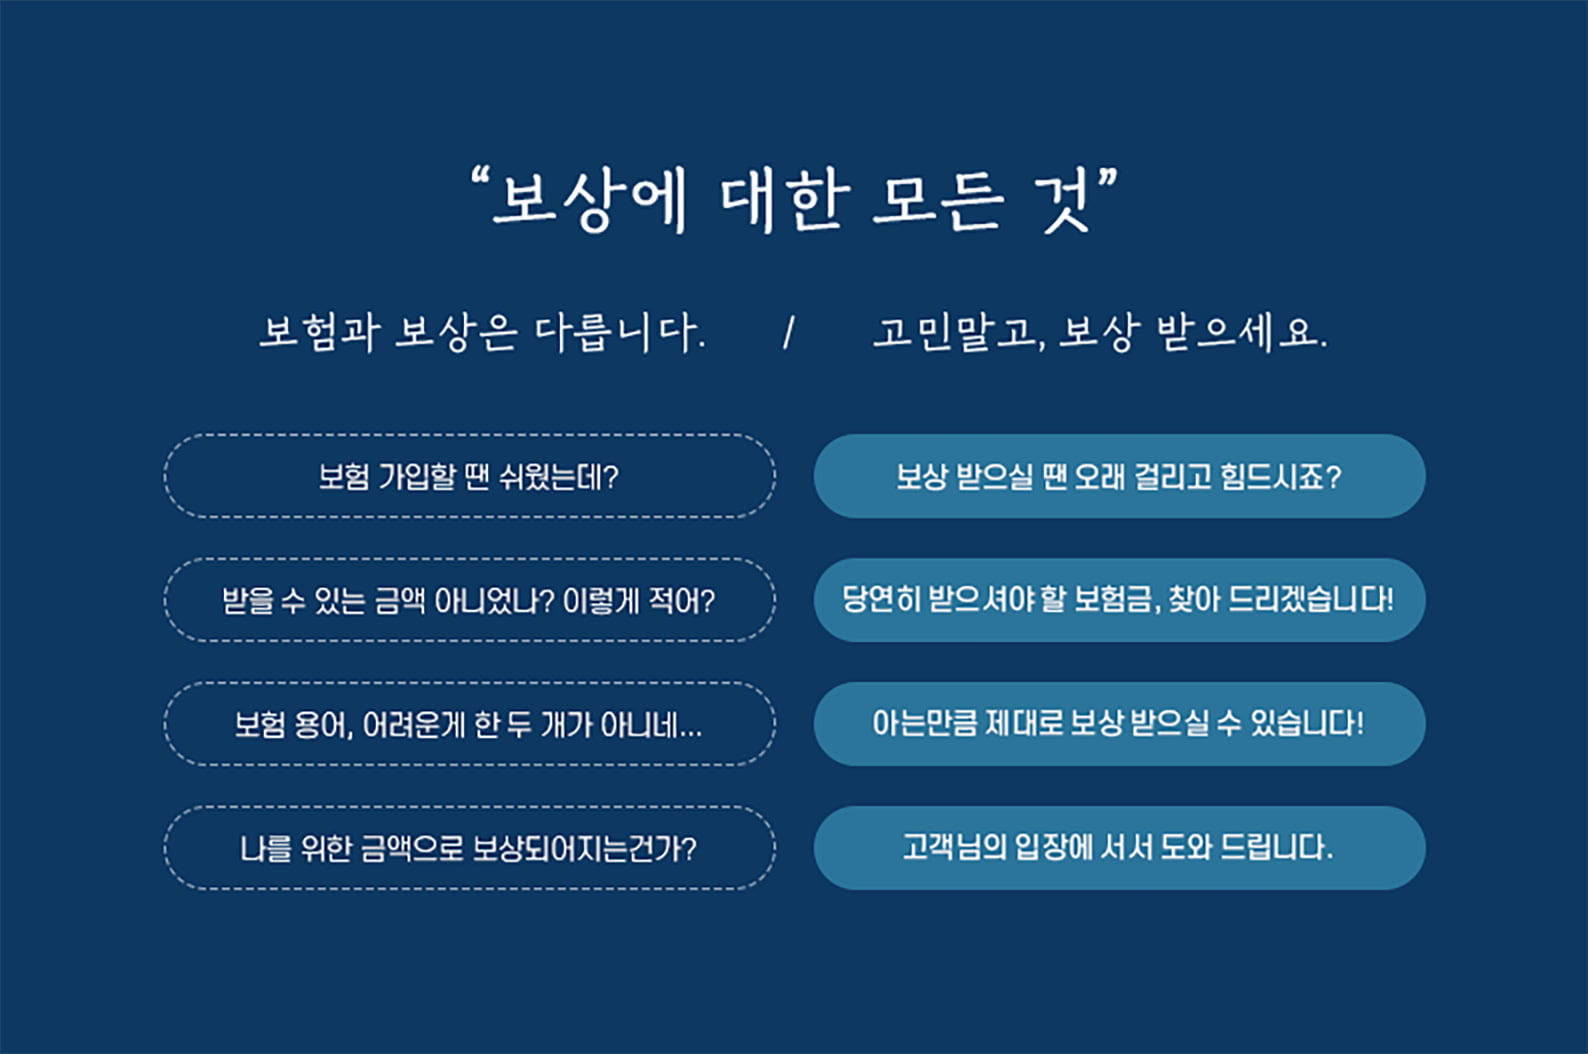 “보상에 대한 모든 것”
보험과 보상은 다릅니다. / 고민말고, 보상 받으세요.
보험 가입할 땐 쉬웠는데?
보상 받으실 땐 오래 걸리고 힘드시죠?
받을 수 있는 금액 아니었나? 이렇게 적어?
당연히 받으셔야 할 보험금, 찾아 드리겠습니다!
보험 용어, 어려운게 한 두 개가 아니네...
아는만큼 제대로 보상 받으실 수 있습니다!
나를 위한 금액으로 보상되어지는건가?
고객님의 입장에 서서 도와 드립니다.